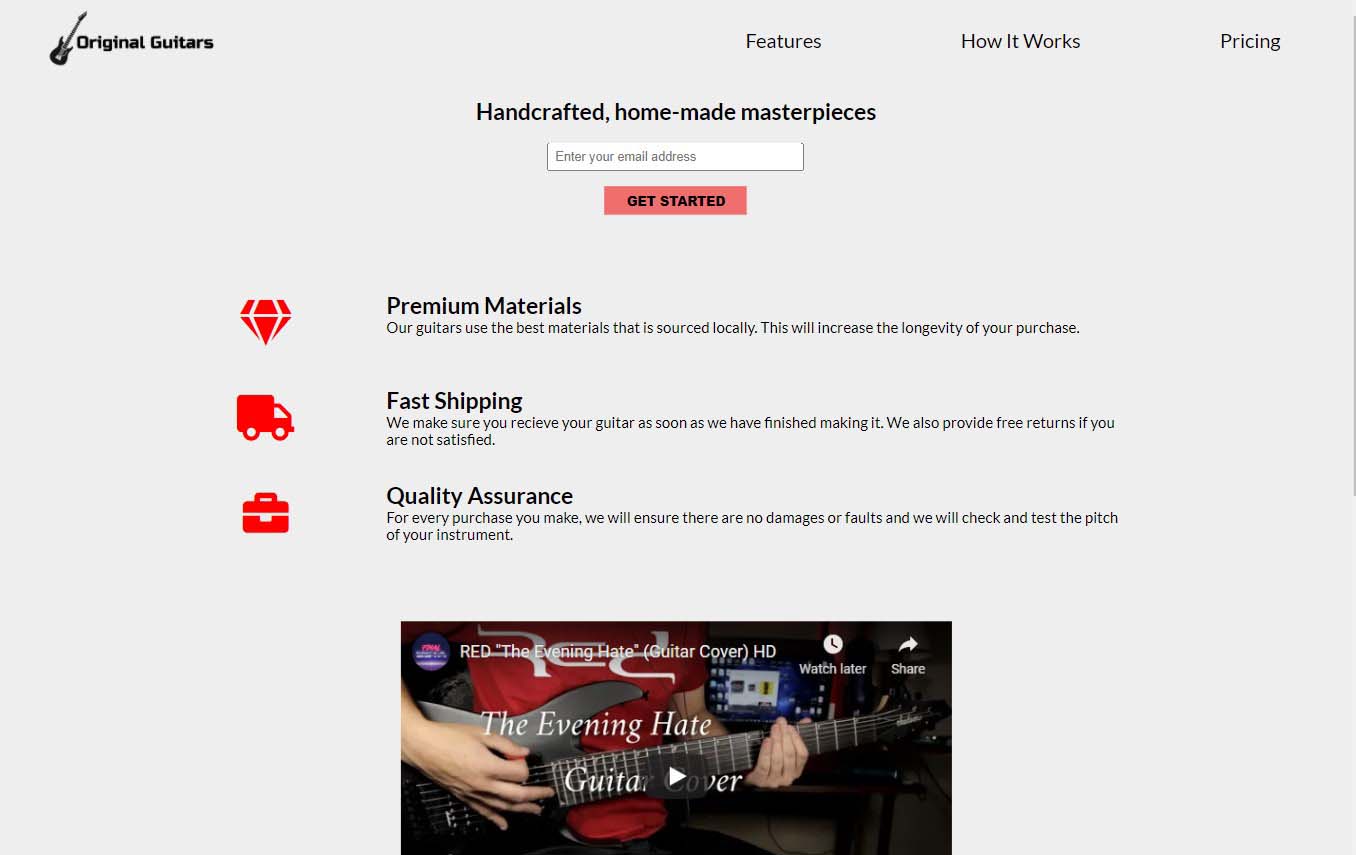 Original Guitars
Features
How It Works
Pricing
Handcrafted, home-made masterpieces
Enter your email address
GET STARTED
Premium Materials
Our guitars use the best materials that is sourced locally. This will increase the longevity of your purchase.
Fast Shipping
We make sure you recieve your guitar as soon as we have finished making it. We also provide free returns if you
are not satisfied.
Quality Assurance
For every purchase you make, we will ensure there are no damages or faults and we will check and test the pitch
of your instrument.
RED "The Evening Hate" (Guitar Cover) HD
Watch later
Share
Red
The Evening Hate
Guitar Cover